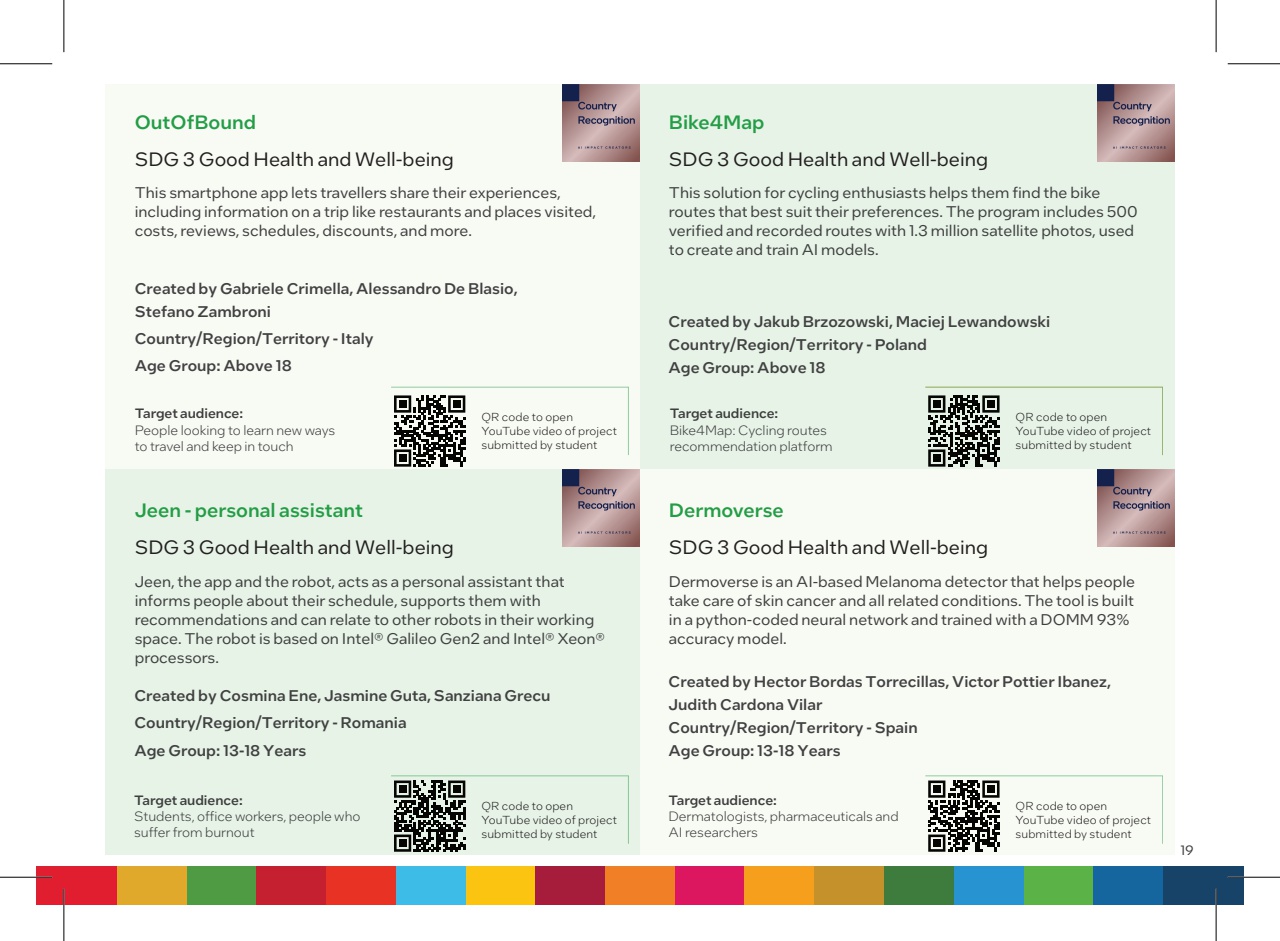 Country
Recognition
AI IMPACT CREATORS
OutOfBound
SDG 3 Good Health and Well-being
This smartphone app lets travellers share their experiences,
including information on a trip like restaurants and places visited,
costs, reviews, schedules, discounts, and more.
Created by Gabriele Crimella, Alessandro De Blasio,
Stefano Zambroni
Country/Region/Territory - Italy
Age Group: Above 18
Target audience:
People looking to learn new ways
to travel and keep in touch
QR code to open
YouTube video of project
submitted by student
Country
Recognition
AI IMPACT CREATORS
Bike4Map
SDG 3 Good Health and Well-being
This solution for cycling enthusiasts helps them find the bike
routes that best suit their preferences. The program includes 500
verified and recorded routes with 1.3 million satellite photos, used
to create and train AI models.
Created by Jakub Brzozowski, Maciej Lewandowski
Country/Region/Territory - Poland
Age Group: Above 18
Target audience:
Bike4Map: Cycling routes
recommendation platform
QR code to open
YouTube video of project
submitted by student
Country
Recognition
AI IMPACT CREATORS
Jeen - personal assistant
SDG 3 Good Health and Well-being
Jeen, the app and the robot, acts as a personal assistant that
informs people about their schedule, supports them with
recommendations and can relate to other robots in their working
space. The robot is based on Intel® Galileo Gen2 and Intel® Xeon®
processors.
Created by Cosmina Ene, Jasmine Guta, Sanziana Grecu
Country/Region/Territory - Romania
Age Group: 13-18 Years
Target audience:
Students, office workers, people who
suffer from burnout
QR code to open
YouTube video of project
submitted by student
Country
Recognition
AI IMPACT CREATORS
Dermoverse
SDG 3 Good Health and Well-being
Dermoverse is an AI-based Melanoma detector that helps people
take care of skin cancer and all related conditions. The tool is built
in a python-coded neural network and trained with a DOMM 93%
accuracy model.
Created by Hector Bordas Torrecillas, Victor Pottier Ibanez,
Judith Cardona Vilar
Country/Region/Territory - Spain
Age Group: 13-18 Years
Target audience:
Dermatologists, pharmaceuticals and
AI researchers
QR code to open
YouTube video of project
submitted by student
19